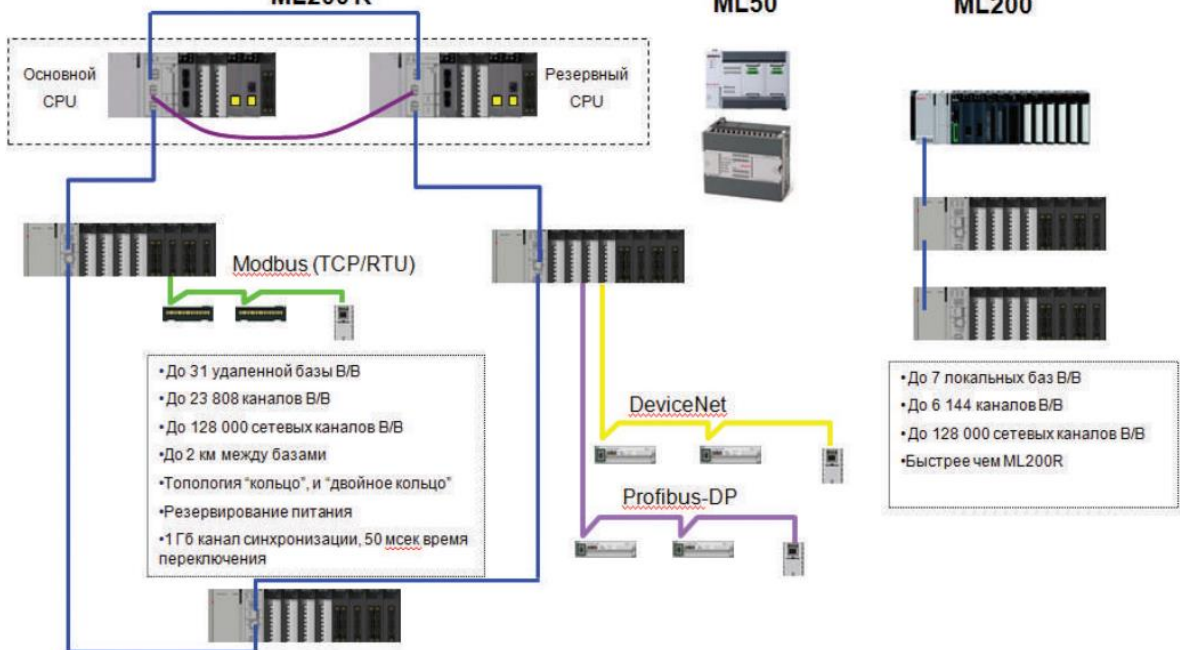 ML200 R
ML50
ML200
Основной
CPU
Резервный
CPU
Modbus (TCP/RTU)
•До 31 удаленной базы В/В
•До 23 808 каналов В/В
•До 128 000 сетевых каналов В/В
•До 2 км между базами
•Топология “кольцо”, и “двойное кольцо”
•Резервирование питания
•1 Гб канал синхронизации, 50 мсек время
переключения
DeviceNet
Profibus-DP
•До 7 локальных баз В/В
•До 6 144 каналов В/В
•До 128 000 сетевых каналов В/В
•Быстрее чем ML200R